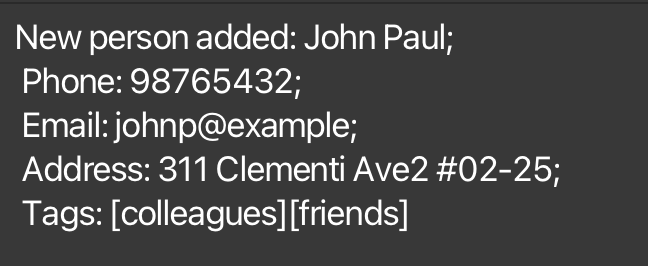 New person added: John Paul;
Phone: 98765432;
Email: johnp@example;
Address: 311 Clementi Ave2 #02-25;
Tags: [colleagues][friends]